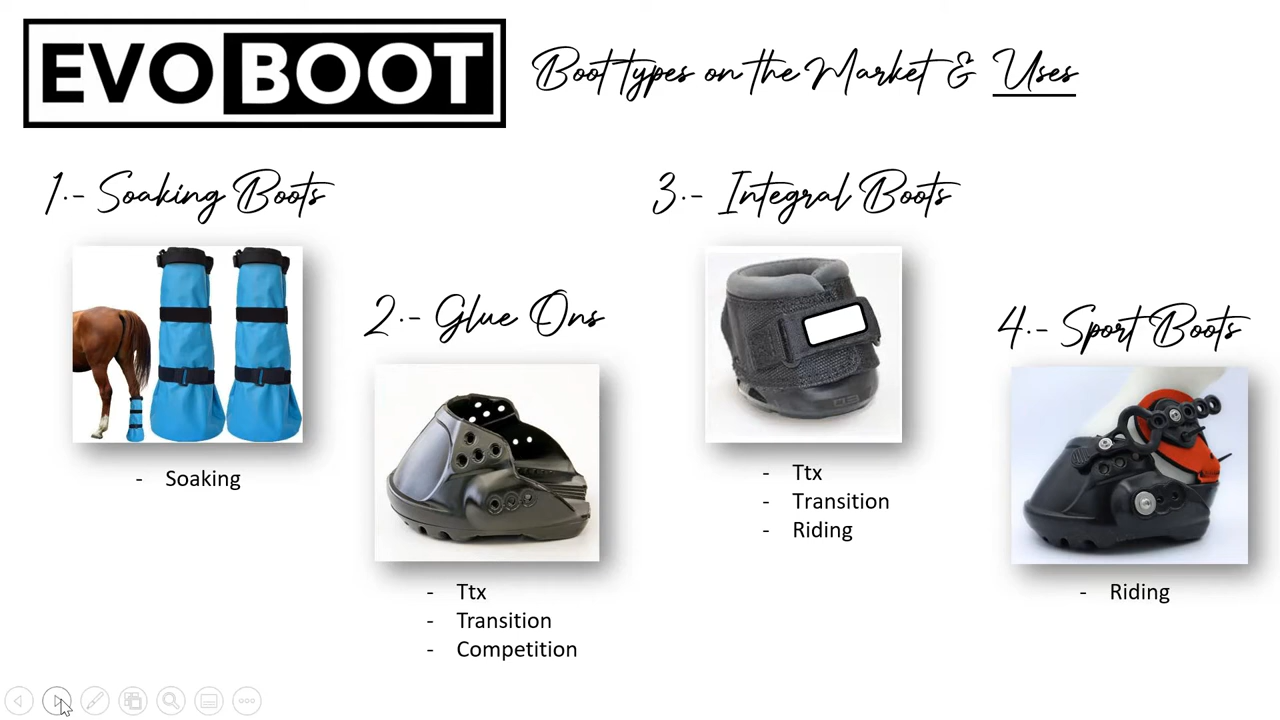 EVO BOOT
Boot types on the Market & Uses
1.- Soaking Boots
- Soaking
2.- Glue Ons
- Ttx
- Transition
- Competition
3.- Integral Boots
- Ttx
- Transition
- Riding
4.- Sport Boots
- Riding